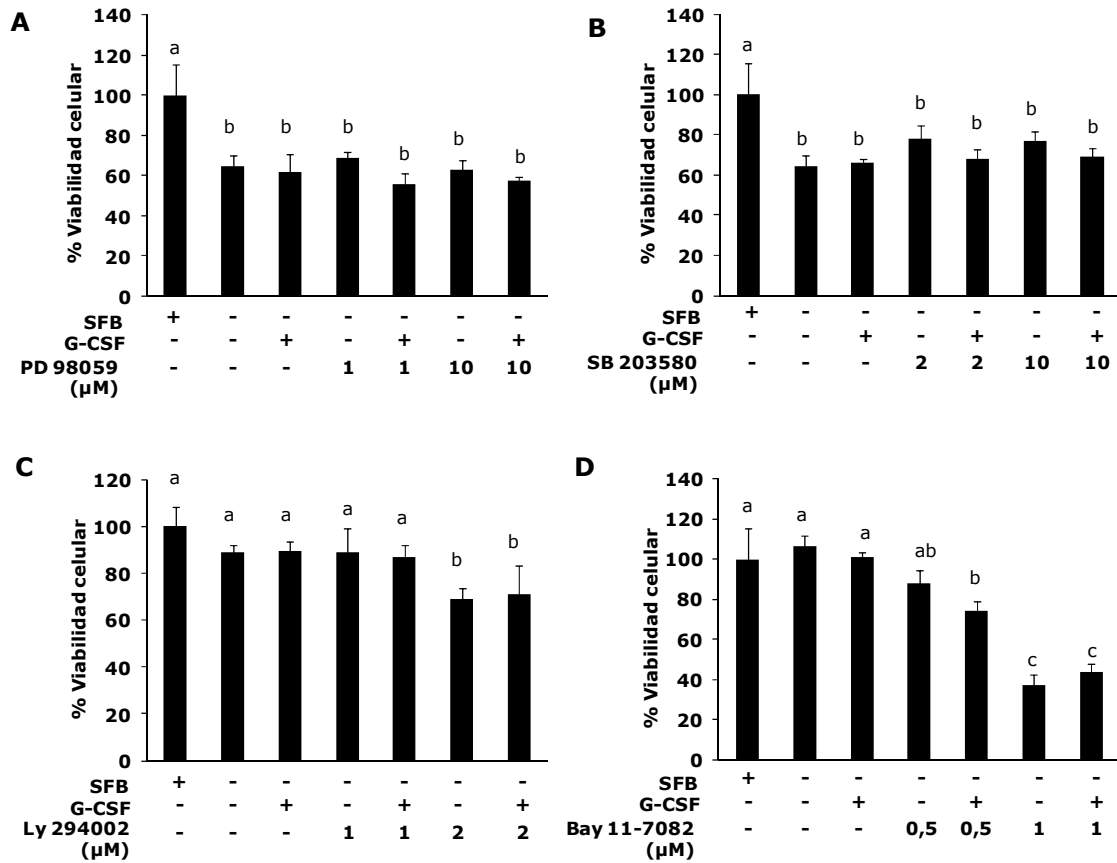 A
% Viabilidad celular
140
120
100
80
60
40
20
0
a
b
b
b
b
b
b
SFB + - - - - - -
G-CSF - - + - + - +
PD 98059 - - - 1 1 10 10
(µM)
B
% Viabilidad celular
140
120
100
80
60
40
20
0
a
b
b
b
b
b
b
SFB + - - - - - -
G-CSF - - + - + - +
SB 203580 - - - 2 2 10 10
(µM)
C
% Viabilidad celular
120
100
80
60
40
20
0
a
a
a
a
a
b
b
SFB + - - - - - -
G-CSF - - + - + - +
Ly 294002 - - - 1 1 2 2
(µM)
D
% Viabilidad celular
140
120
100
80
60
40
20
0
a
a
a
ab
b
c
c
SFB + - - - - - -
G-CSF - - + - + - +
Bay 11-7082 - - - 0,5 0,5 1 1
(µM)